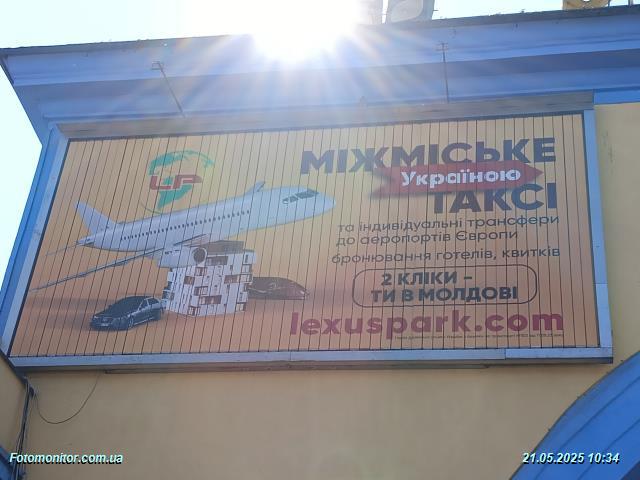 LP
МІЖМІСЬКЕ
Україною
ТАКСІ
та індивідуальні трансфери
до аеропортів Європи
бронювання готелів, квитків
2 КЛІКИ –
ТИ В МОЛДОВІ
lexuspark.com
Fotomonitor.com.ua
21.05.2025 10:34